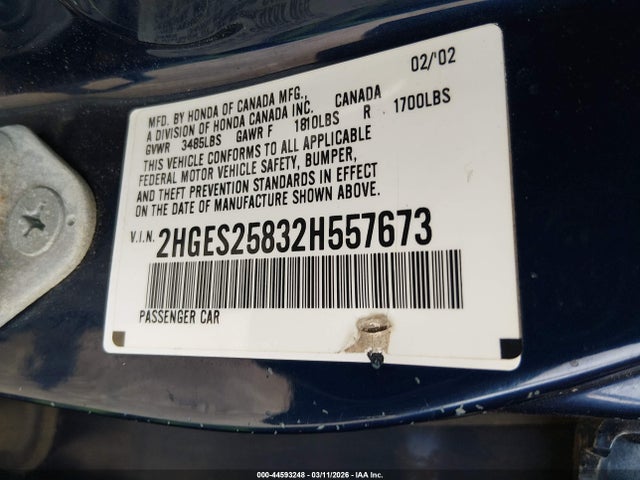 02/'02
MFD. BY HONDA OF CANADA MFG.,
A DIVISION OF HONDA CANADA INC. CANADA
GVWR 3485LBS GAWR F 1810LBS R 1700LBS
THIS VEHICLE CONFORMS TO ALL APPLICABLE
FEDERAL MOTOR VEHICLE SAFETY, BUMPER,
AND THEFT PREVENTION STANDARDS IN EFFECT
ON THE DATE OF MANUFACTURE SHOWN ABOVE.
V.I.N. 2HGES25832H557673
PASSENGER CAR
000-44593248 - 03/11/2026 - IAA Inc.